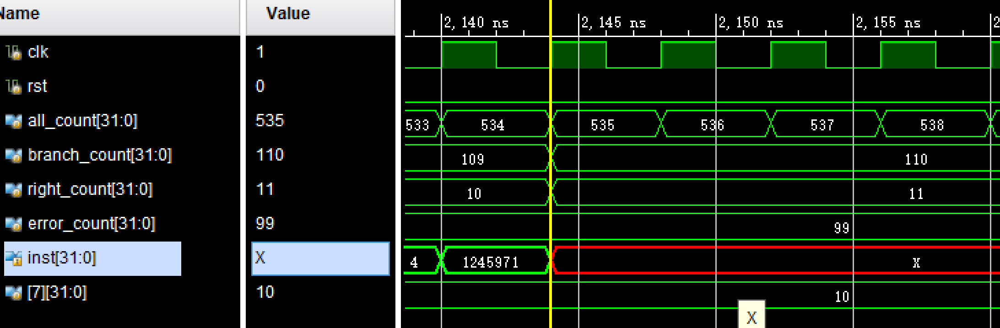 Name Value 2,140 ns 2,145 ns 2,150 ns 2,155 ns 2
clk 1
rst 0
all_count[31:0] 535 533 534 535 536 537 538
branch_count[31:0] 110 109 110
right_count[31:0] 11 10 11
error_count[31:0] 99 99
inst[31:0] X 4 1245971 X
[7][31:0] 10 10
X